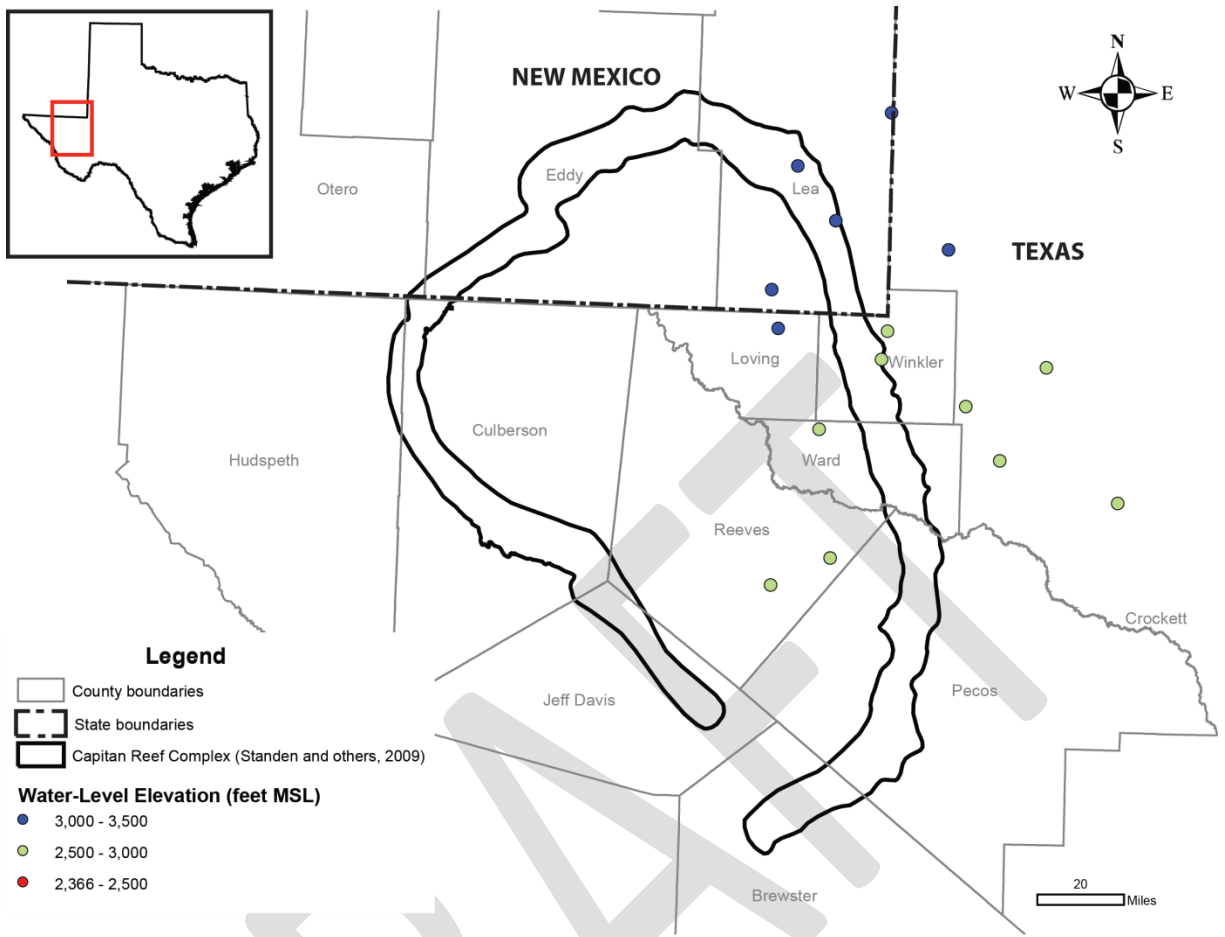 NEW MEXICO
N
W
E
S
Otero
Eddy
Lea
TEXAS
Loving
Winkler
Culberson
Hudspeth
Ward
Reeves
Crockett
Legend
County boundaries
State boundaries
Capitan Reef Complex (Standen and others, 2009)
Water-Level Elevation (feet MSL)
3,000 - 3,500
2,500 - 3,000
2,366 - 2,500
Jeff Davis
Pecos
Brewster
20
Miles